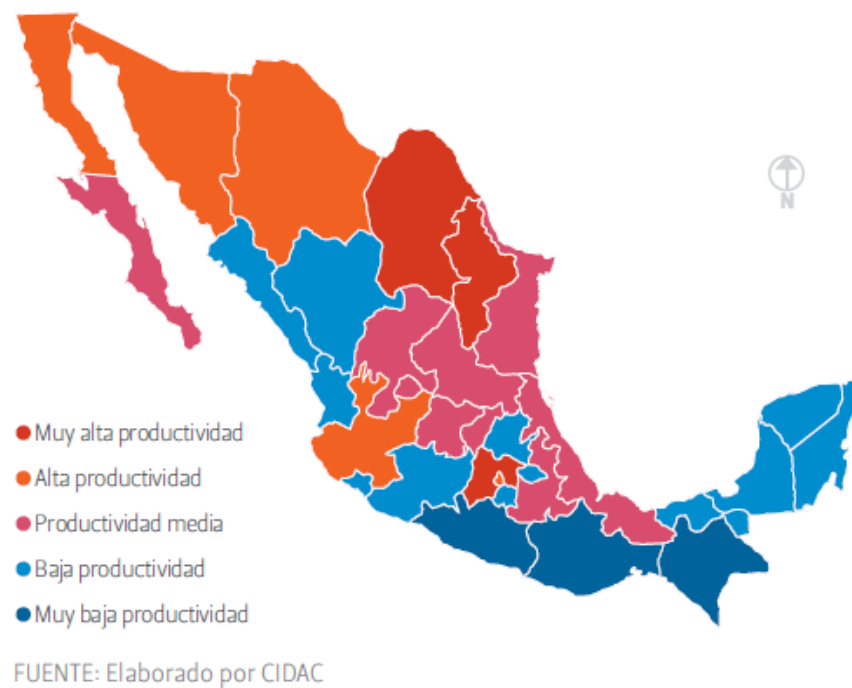 N
Muy alta productividad
Alta productividad
Productividad media
Baja productividad
Muy baja productividad
FUENTE: Elaborado por CIDAC